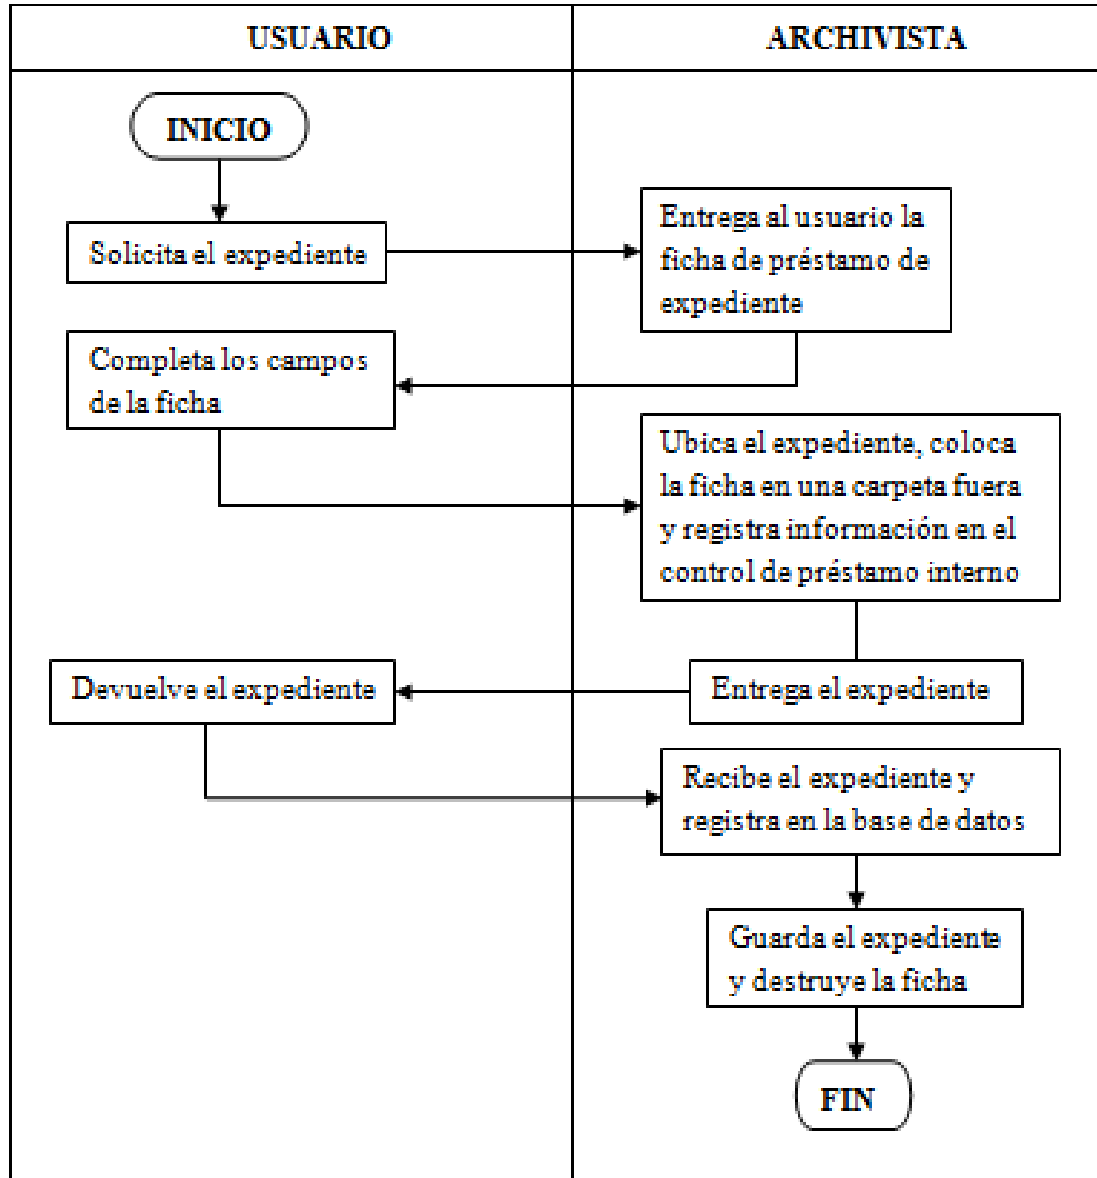 USUARIO
ARCHIVISTA
INICIO
Solicita el expediente
Entrega al usuario la
ficha de préstamo de
expediente
Completa los campos
de la ficha
Ubica el expediente, coloca
la ficha en una carpeta fuera
y registra información en el
control de préstamo interno
Entrega el expediente
Devuelve el expediente
Recibe el expediente y
registra en la base de datos
Guarda el expediente
y destruye la ficha
FIN